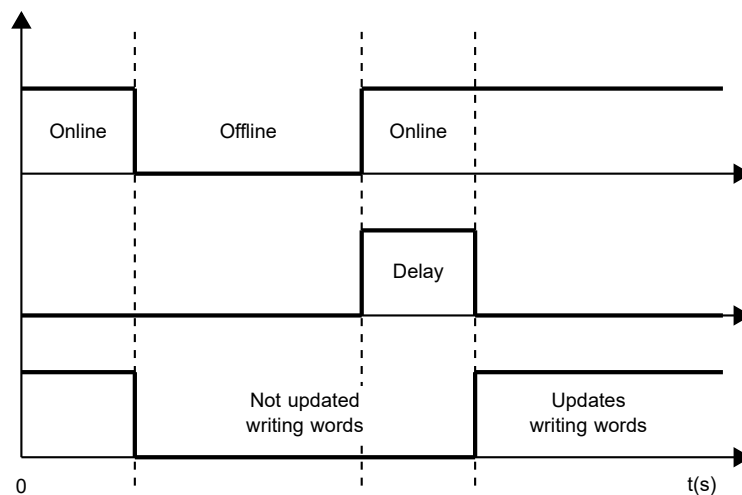 Online
Offline
Online
Delay
Not updated
writing words
Updates
writing words
0
t(s)